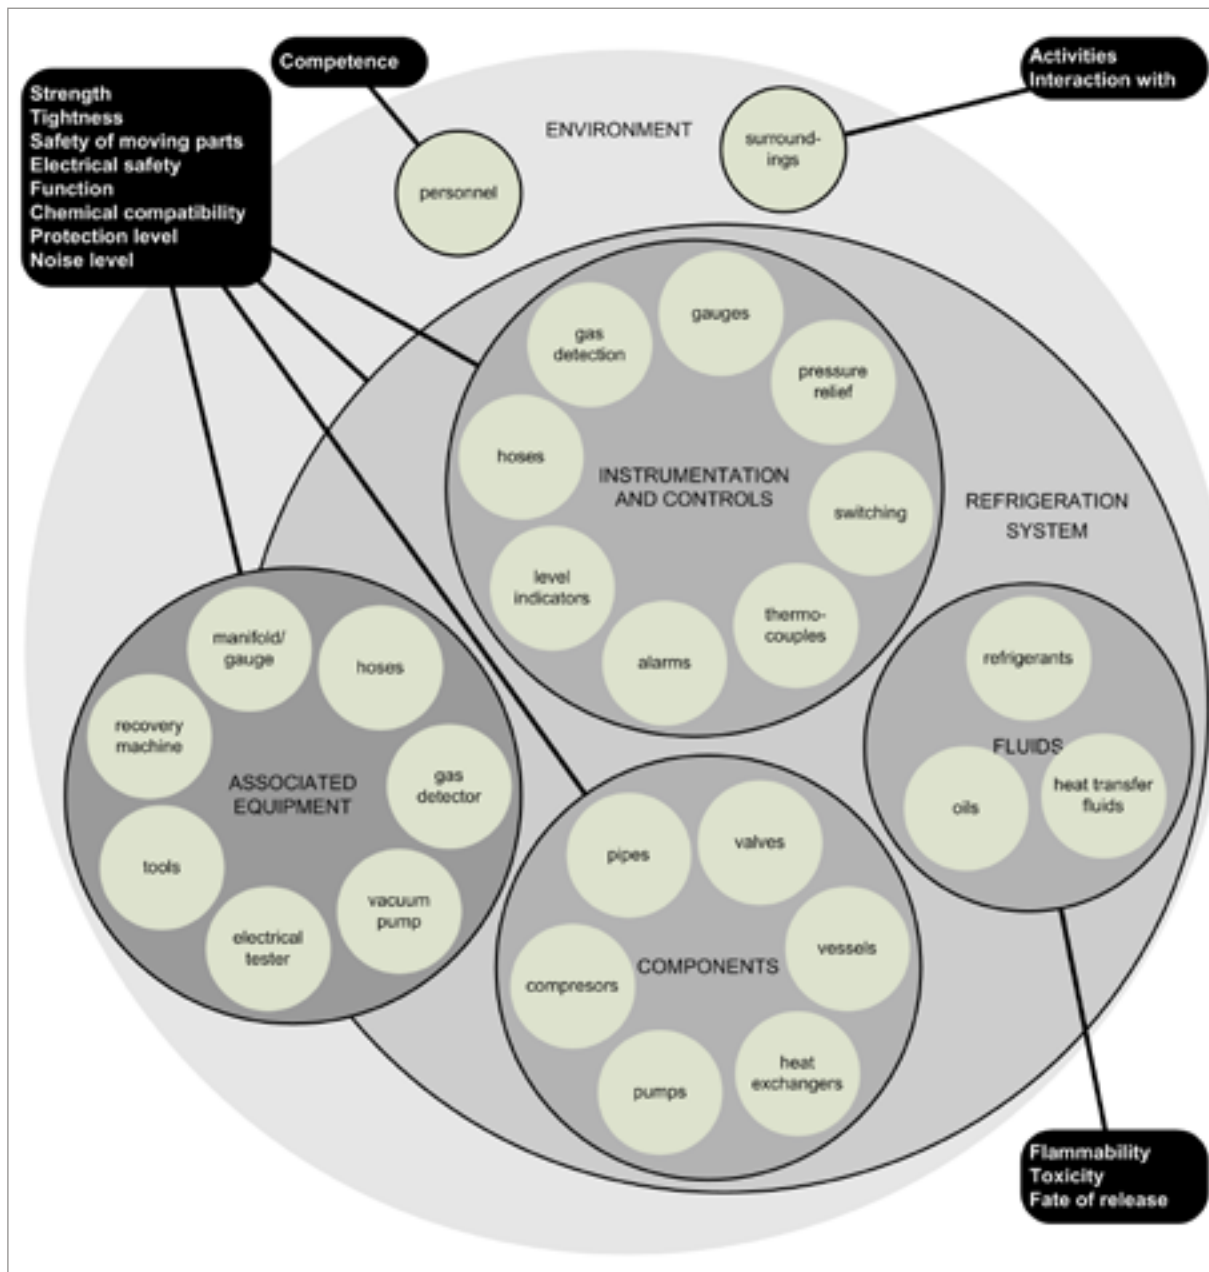 Competence
Activities
Interaction with
Strength
Tightness
Safety of moving parts
Electrical safety
Function
Chemical compatibility
Protection level
Noise level
ENVIRONMENT
personnel
surround-
ings
gauges
gas
detection
pressure
relief
hoses
INSTRUMENTATION
AND CONTROLS
switching
level
indicators
thermo-
couples
alarms
REFRIGERATION
SYSTEM
refrigerants
FLUIDS
oils
heat transfer
fluids
manifold/
gauge
hoses
recovery
machine
gas
detector
ASSOCIATED
EQUIPMENT
tools
vacuum
pump
electrical
tester
pipes
valves
vessels
COMPONENTS
compresors
heat
exchangers
pumps
Flammability
Toxicity
Fate of release